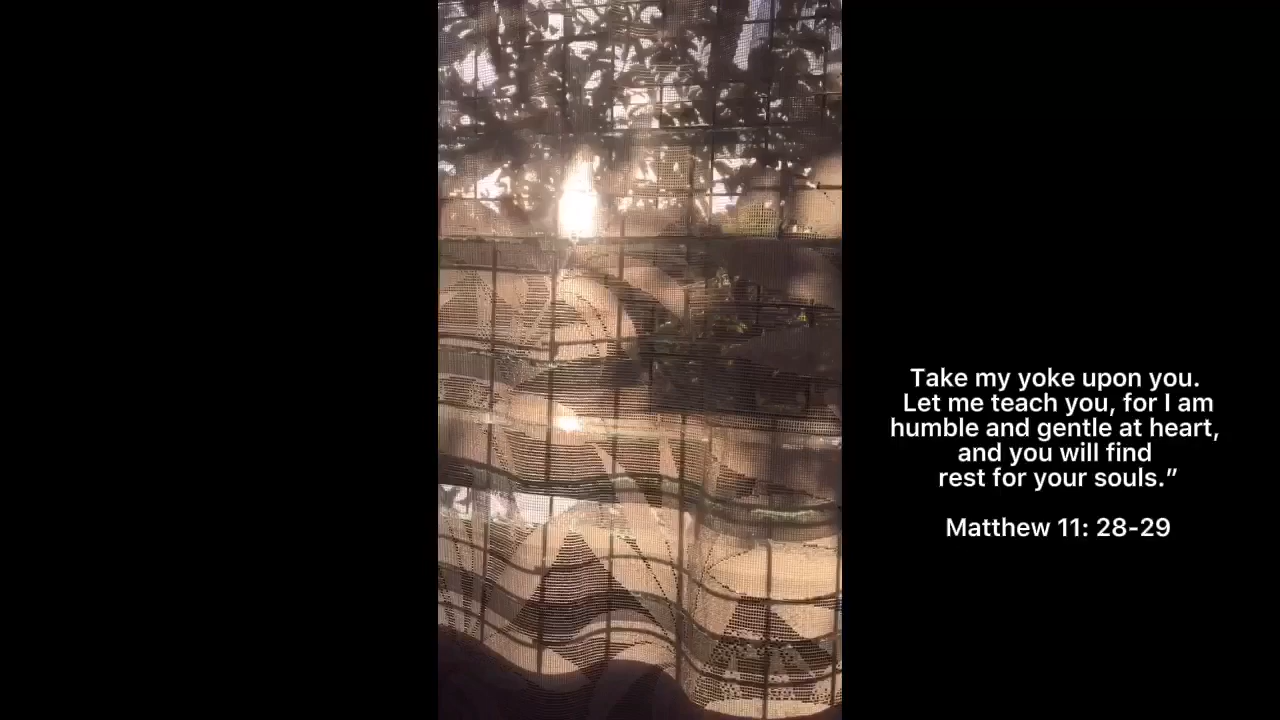 Take my yoke upon you.
Let me teach you, for I am
humble and gentle at heart,
and you will find
rest for your souls.”
Matthew 11: 28-29